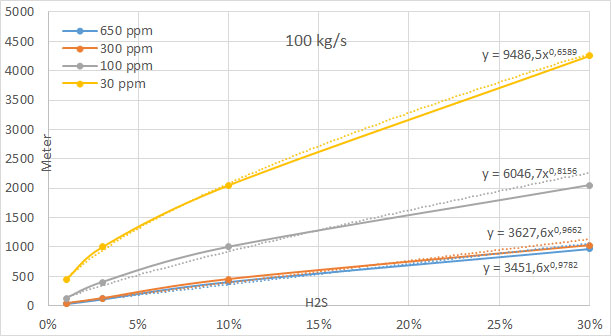 5000
4500
4000
3500
3000
2500
2000
1500
1000
500
0
650 ppm
300 ppm
100 ppm
30 ppm
100 kg/s
Meter
y = 9486,5x^0,6589
y = 6046,7x^0,8156
y = 3627,6x^0,9662
y = 3451,6x^0,9782
H2S
0% 5% 10% 15% 20% 25% 30%